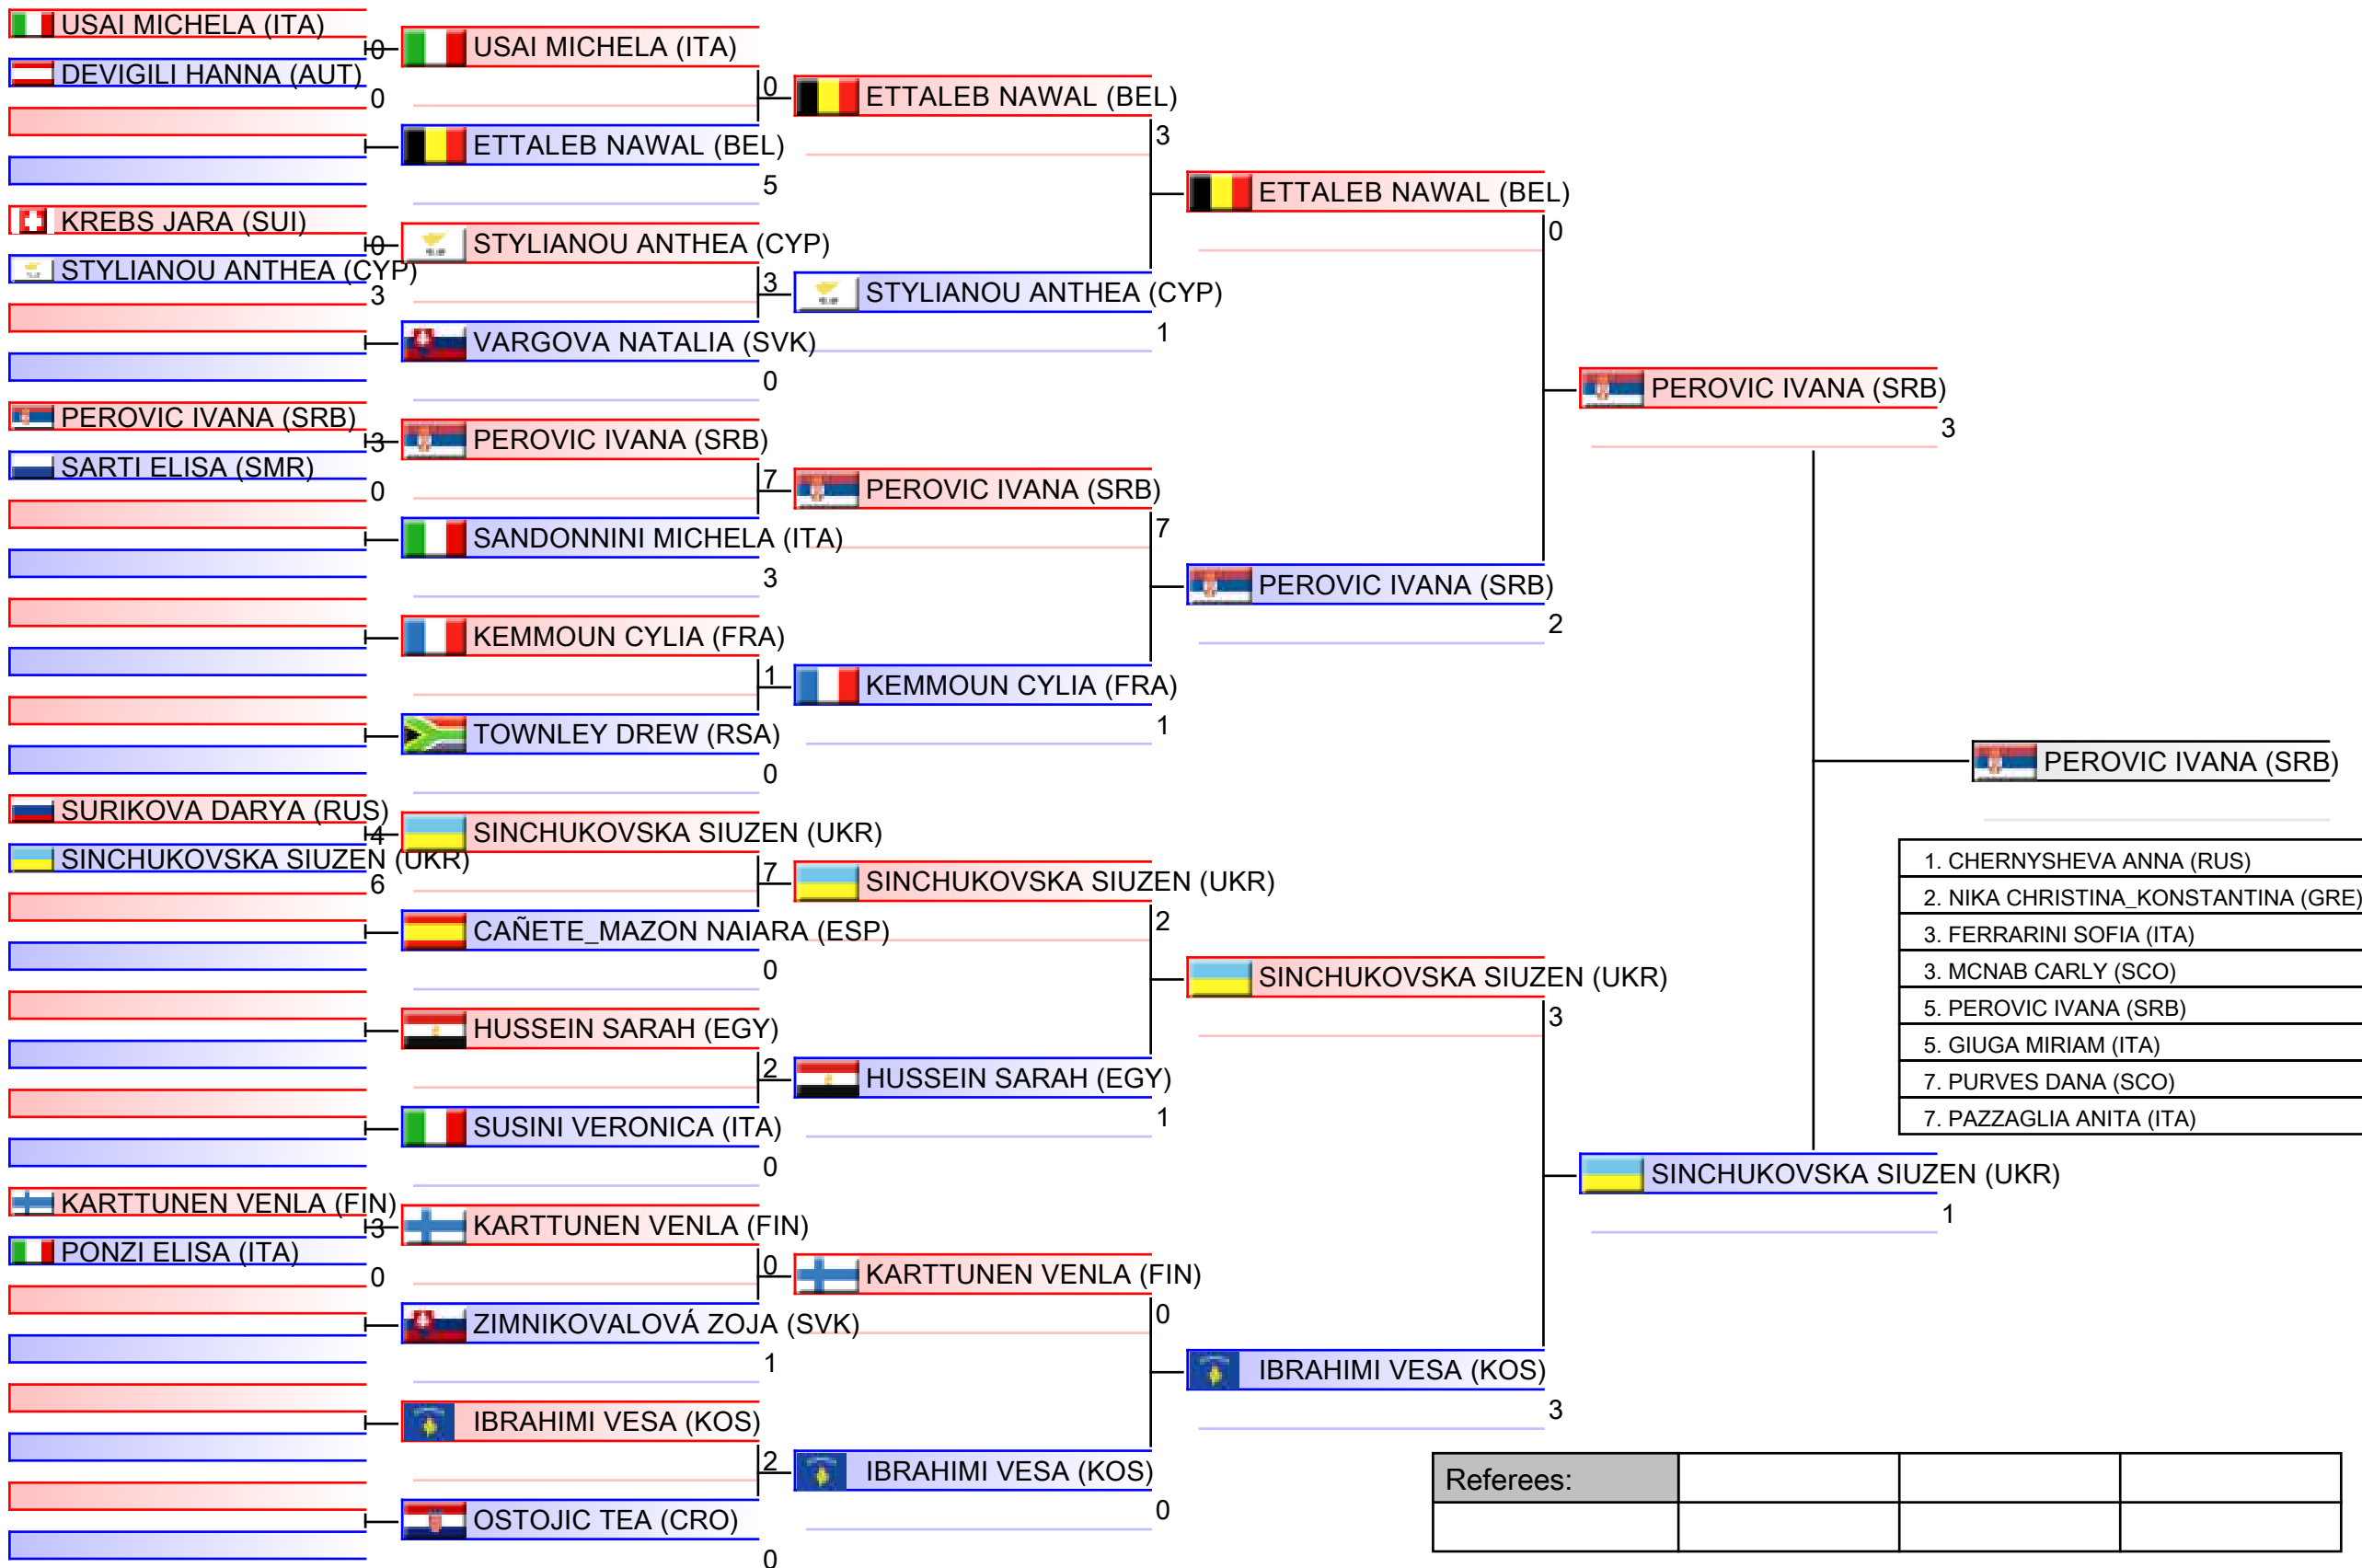 USAI MICHELA (ITA)
0
DEVIGILI HANNA (AUT)
0
KREBS JARA (SUI)
0
STYLIANOU ANTHEA (CYP)
3
PEROVIC IVANA (SRB)
3
SARTI ELISA (SMR)
0
SURIKOVA DARYA (RUS)
4
SINCHUKOVSKA SIUZEN (UKR)
6
KARTTUNEN VENLA (FIN)
3
PONZI ELISA (ITA)
0
USAI MICHELA (ITA)
0
ETTALEB NAWAL (BEL)
5
STYLIANOU ANTHEA (CYP)
3
VARGOVA NATALIA (SVK)
0
PEROVIC IVANA (SRB)
7
SANDONNINI MICHELA (ITA)
3
KEMMOUN CYLIA (FRA)
1
TOWNLEY DREW (RSA)
0
SINCHUKOVSKA SIUZEN (UKR)
7
CAÑETE_MAZON NAIARA (ESP)
0
HUSSEIN SARAH (EGY)
2
SUSINI VERONICA (ITA)
0
KARTTUNEN VENLA (FIN)
0
ZIMNIKOVALOVÁ ZOJA (SVK)
1
IBRAHIMI VESA (KOS)
2
OSTOJIC TEA (CRO)
0
ETTALEB NAWAL (BEL)
3
STYLIANOU ANTHEA (CYP)
1
PEROVIC IVANA (SRB)
7
KEMMOUN CYLIA (FRA)
1
SINCHUKOVSKA SIUZEN (UKR)
2
HUSSEIN SARAH (EGY)
1
KARTTUNEN VENLA (FIN)
0
IBRAHIMI VESA (KOS)
0
ETTALEB NAWAL (BEL)
0
PEROVIC IVANA (SRB)
2
SINCHUKOVSKA SIUZEN (UKR)
3
IBRAHIMI VESA (KOS)
3
PEROVIC IVANA (SRB)
3
SINCHUKOVSKA SIUZEN (UKR)
1
PEROVIC IVANA (SRB)
1. CHERNYSHEVA ANNA (RUS)
2. NIKA CHRISTINA_KONSTANTINA (GRE)
3. FERRARINI SOFIA (ITA)
3. MCNAB CARLY (SCO)
5. PEROVIC IVANA (SRB)
5. GIUGA MIRIAM (ITA)
7. PURVES DANA (SCO)
7. PAZZAGLIA ANITA (ITA)
Referees: